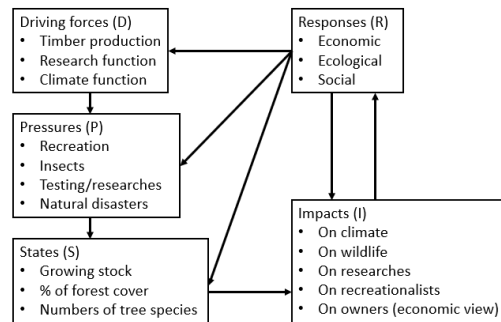 Driving forces (D)
• Timber production
• Research function
• Climate function
Responses (R)
• Economic
• Ecological
• Social
Pressures (P)
• Recreation
• Insects
• Testing/researches
• Natural disasters
States (S)
• Growing stock
• % of forest cover
• Numbers of tree species
Impacts (I)
• On climate
• On wildlife
• On researches
• On recreationalists
• On owners (economic view)